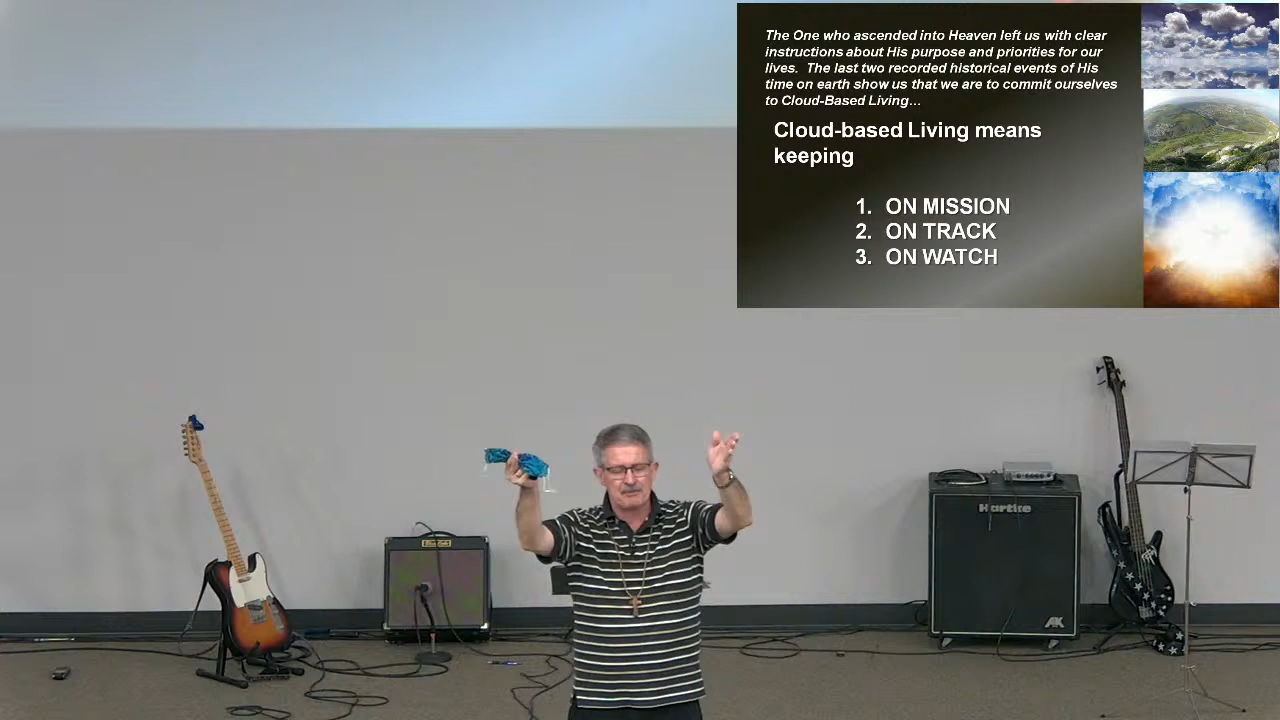 The One who ascended into Heaven left us with clear
instructions about His purpose and priorities for our
lives. The last two recorded historical events of His
time on earth show us that we are to commit ourselves
to Cloud-Based Living...
Cloud-based Living means
keeping
1. ON MISSION
2. ON TRACK
3. ON WATCH
Hartke
AK